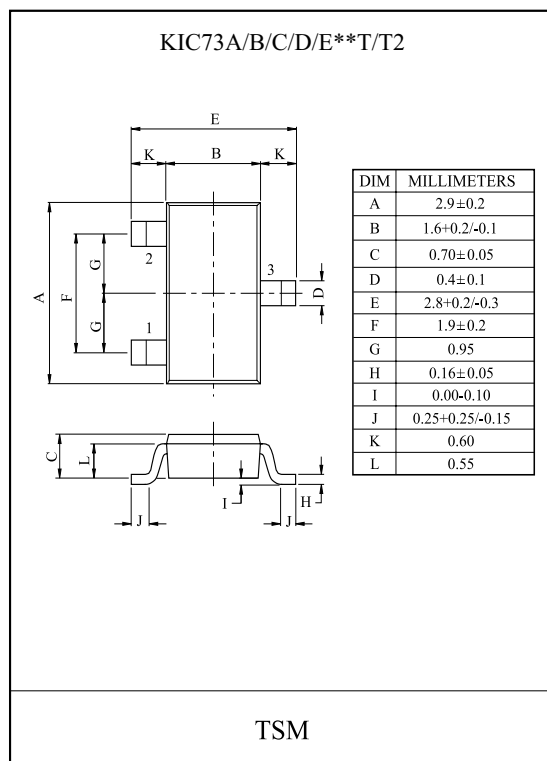 KIC73A/B/C/D/E**T/T2
E
K B K
A
F
G
G
2
1
3
D
C
L
J
I
H
J
DIM MILLIMETERS
A 2.9±0.2
B 1.6+0.2/-0.1
C 0.70±0.05
D 0.4±0.1
E 2.8+0.2/-0.3
F 1.9±0.2
G 0.95
H 0.16±0.05
I 0.00-0.10
J 0.25+0.25/-0.15
K 0.60
L 0.55
TSM